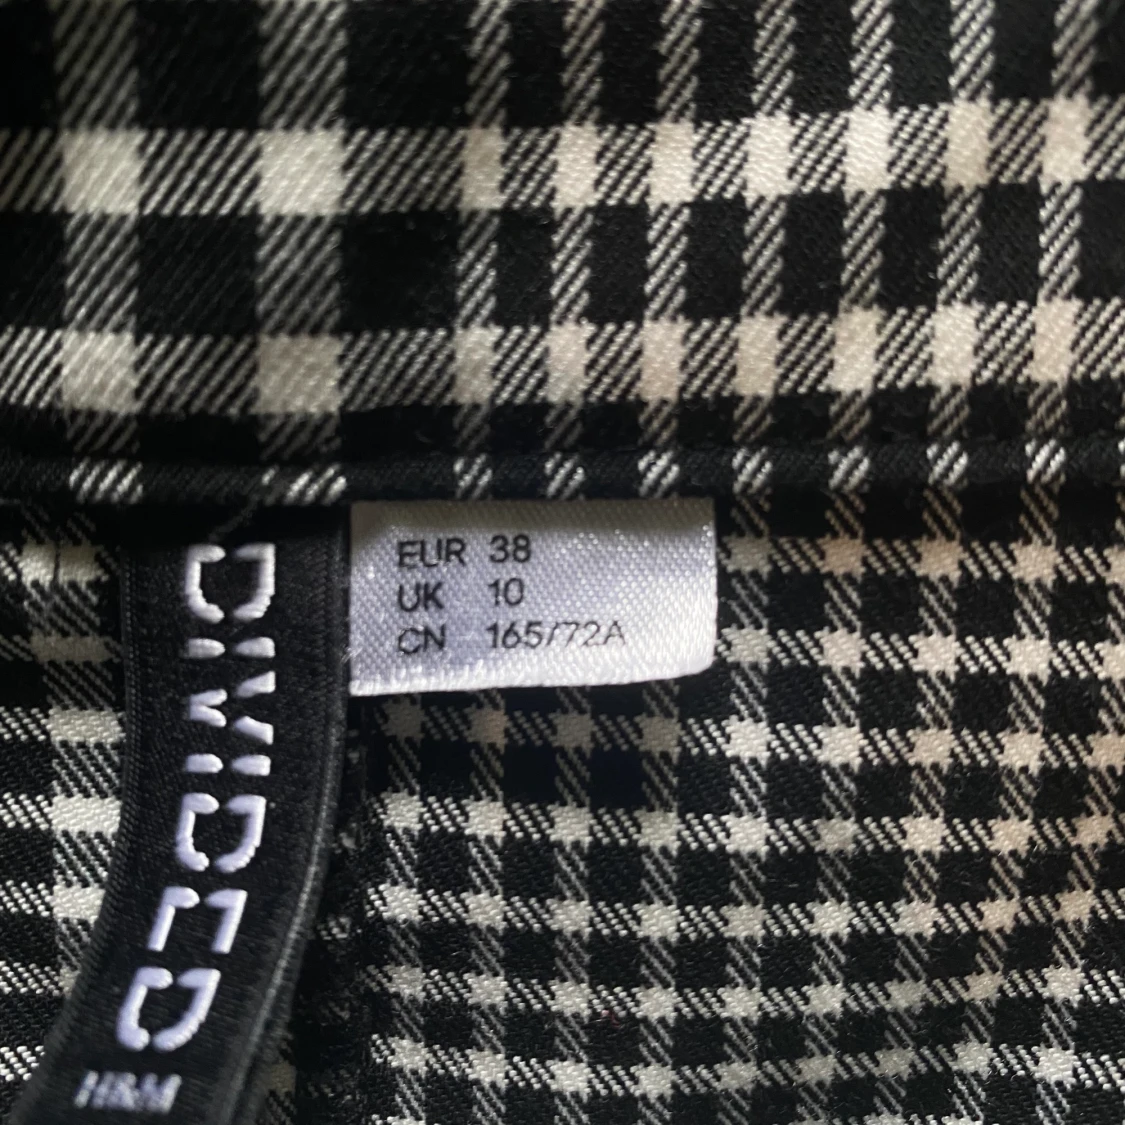 EUR 38
UK 10
CN 165/72A
DIVIDED
H&M